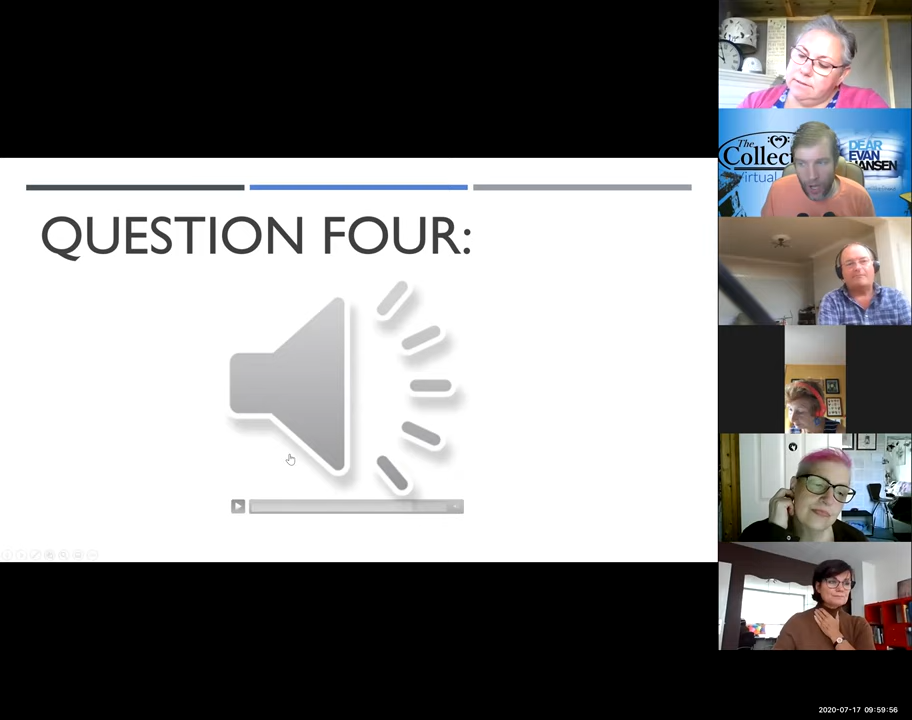 QUESTION FOUR:
The
Collect
Virtual
DEAR
EVAN
HANSEN
2020-07-17 09:59:56